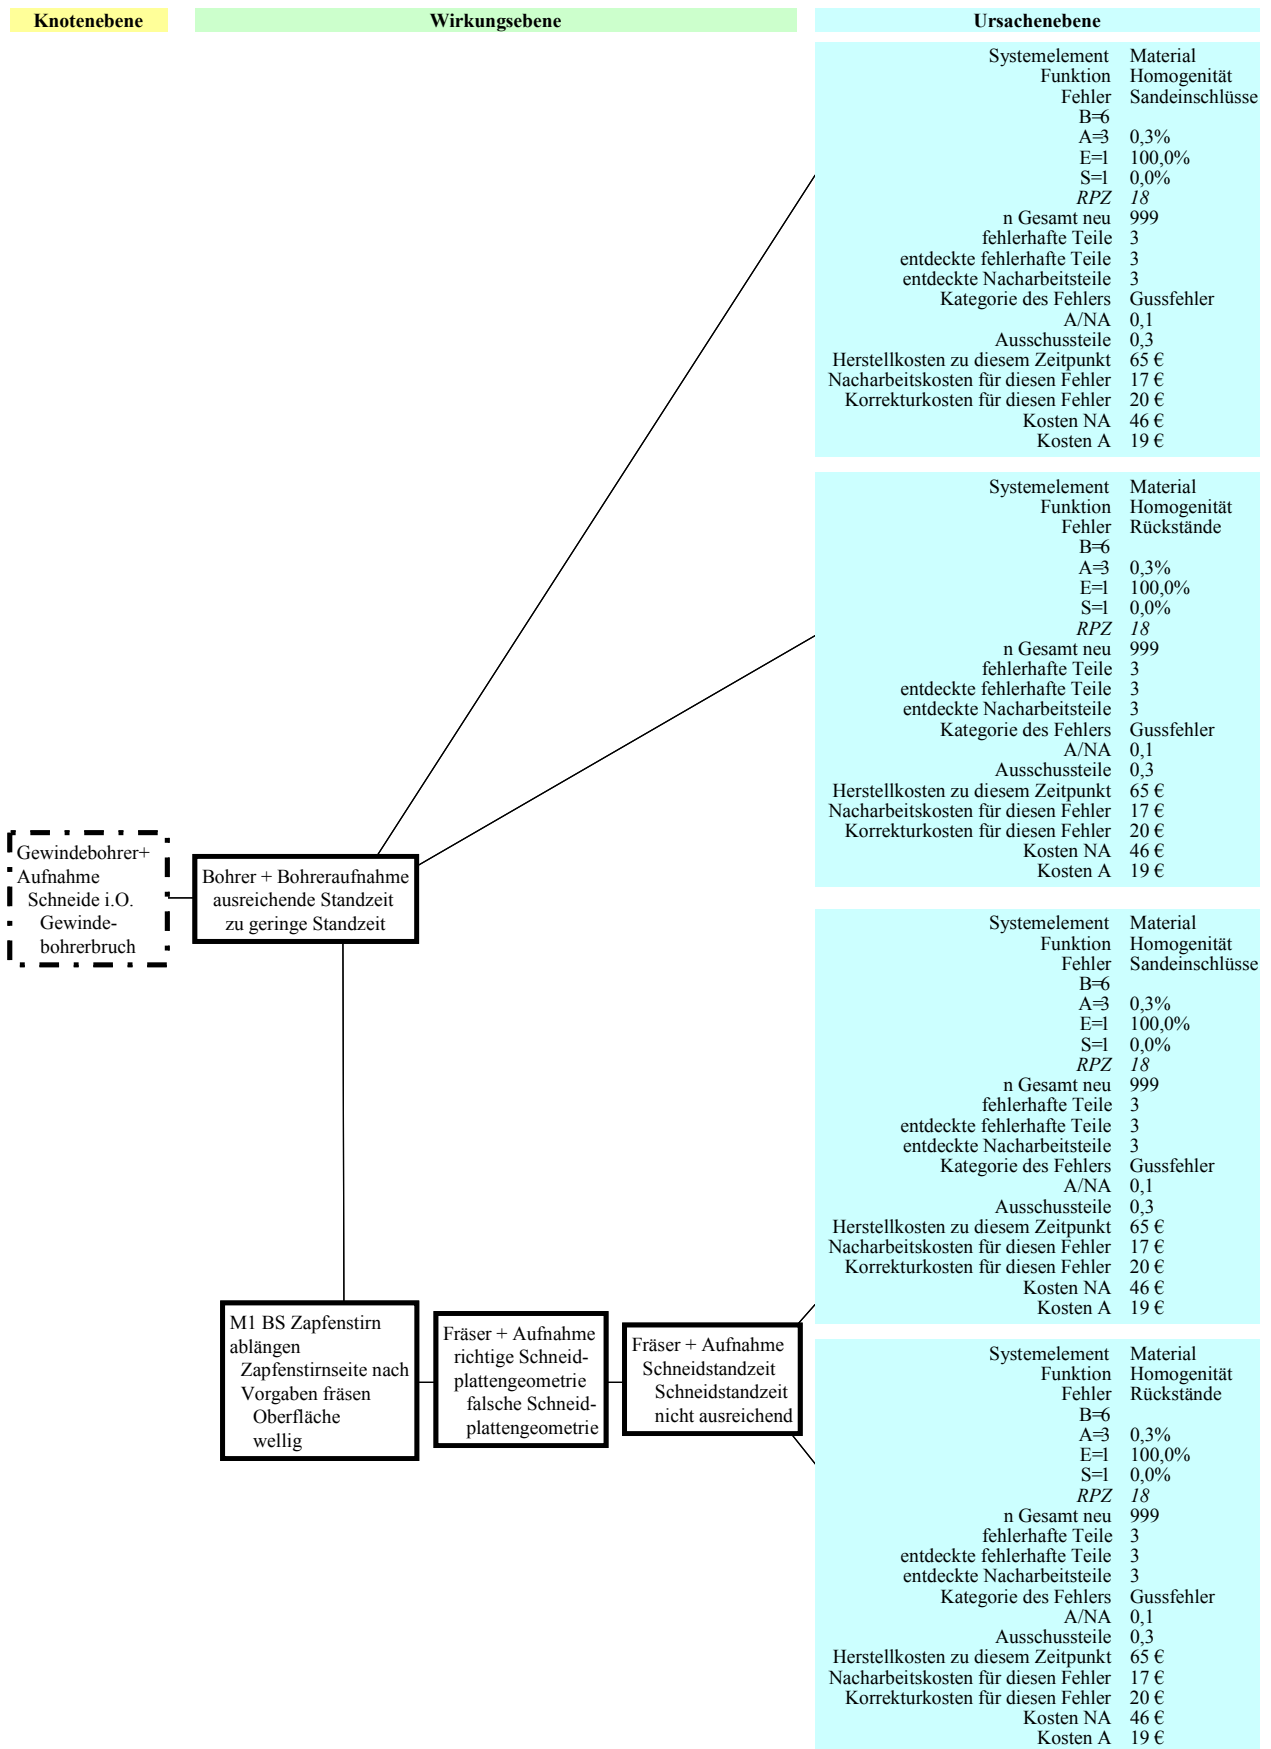 Knotenebene
Wirkungsebene
Ursachenebene
Systemelement Material
Funktion Homogenität
Fehler Sandeinschlüsse
B=6
A=3 0,3%
E=1 100,0%
S=1 0,0%
RPZ 18
n Gesamt neu 999
fehlerhafte Teile 3
entdeckte fehlerhafte Teile 3
entdeckte Nacharbeitsteile 3
Kategorie des Fehlers Gussfehler
A/NA 0,1
Ausschussteile 0,3
Herstellkosten zu diesem Zeitpunkt 65 €
Nacharbeitskosten für diesen Fehler 17 €
Korrekturkosten für diesen Fehler 20 €
Kosten NA 46 €
Kosten A 19 €
Systemelement Material
Funktion Homogenität
Fehler Rückstände
B=6
A=3 0,3%
E=1 100,0%
S=1 0,0%
RPZ 18
n Gesamt neu 999
fehlerhafte Teile 3
entdeckte fehlerhafte Teile 3
entdeckte Nacharbeitsteile 3
Kategorie des Fehlers Gussfehler
A/NA 0,1
Ausschussteile 0,3
Herstellkosten zu diesem Zeitpunkt 65 €
Nacharbeitskosten für diesen Fehler 17 €
Korrekturkosten für diesen Fehler 20 €
Kosten NA 46 €
Kosten A 19 €
Gewindebohrer+
Aufnahme
Schneide i.O.
Gewinde-
bohrerbruch
Bohrer + Bohreraufnahme
ausreichende Standzeit
zu geringe Standzeit
Systemelement Material
Funktion Homogenität
Fehler Sandeinschlüsse
B=6
A=3 0,3%
E=1 100,0%
S=1 0,0%
RPZ 18
n Gesamt neu 999
fehlerhafte Teile 3
entdeckte fehlerhafte Teile 3
entdeckte Nacharbeitsteile 3
Kategorie des Fehlers Gussfehler
A/NA 0,1
Ausschussteile 0,3
Herstellkosten zu diesem Zeitpunkt 65 €
Nacharbeitskosten für diesen Fehler 17 €
Korrekturkosten für diesen Fehler 20 €
Kosten NA 46 €
Kosten A 19 €
M1 BS Zapfenstirn
ablängen
Zapfenstirnseite nach
Vorgaben fräsen
Oberfläche
wellig
Fräser + Aufnahme
richtige Schneid-
plattengeometrie
falsche Schneid-
plattengeometrie
Fräser + Aufnahme
Schneidstandzeit
Schneidstandzeit
nicht ausreichend
Systemelement Material
Funktion Homogenität
Fehler Rückstände
B=6
A=3 0,3%
E=1 100,0%
S=1 0,0%
RPZ 18
n Gesamt neu 999
fehlerhafte Teile 3
entdeckte fehlerhafte Teile 3
entdeckte Nacharbeitsteile 3
Kategorie des Fehlers Gussfehler
A/NA 0,1
Ausschussteile 0,3
Herstellkosten zu diesem Zeitpunkt 65 €
Nacharbeitskosten für diesen Fehler 17 €
Korrekturkosten für diesen Fehler 20 €
Kosten NA 46 €
Kosten A 19 €